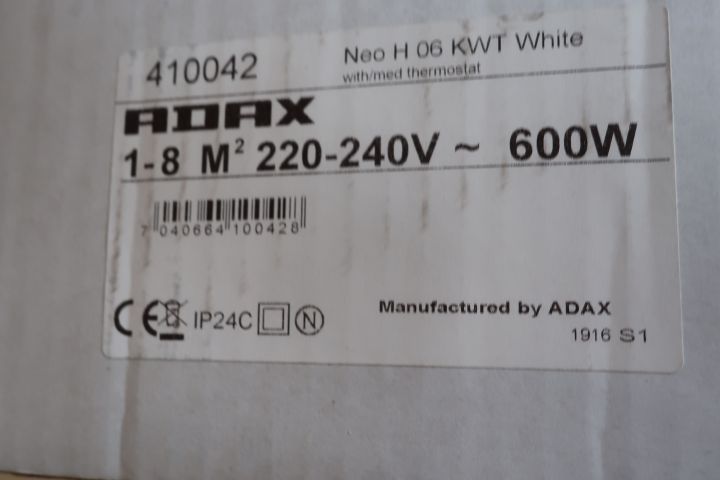 410042
Neo H 06 KWT White
with/med thermostat
ADAX
1-8 M² 220-240V ~ 600W
7 040664 100428
CE IP24C N
Manufactured by ADAX
1916 S1